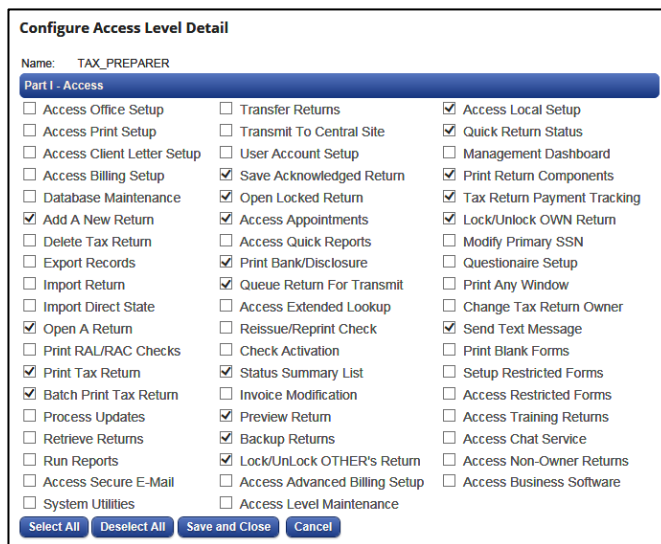 Configure Access Level Detail
Name: TAX_PREPARER
Part I - Access
Access Office Setup Transfer Returns Access Local Setup
Access Print Setup Transmit To Central Site Quick Return Status
Access Client Letter Setup User Account Setup Management Dashboard
Access Billing Setup Save Acknowledged Return Print Return Components
Database Maintenance Open Locked Return Tax Return Payment Tracking
Add A New Return Access Appointments Lock/Unlock OWN Return
Delete Tax Return Access Quick Reports Modify Primary SSN
Export Records Print Bank/Disclosure Questionaire Setup
Import Return Queue Return For Transmit Print Any Window
Import Direct State Access Extended Lookup Change Tax Return Owner
Open A Return Reissue/Reprint Check Send Text Message
Print RAL/RAC Checks Check Activation Print Blank Forms
Print Tax Return Status Summary List Setup Restricted Forms
Batch Print Tax Return Invoice Modification Access Restricted Forms
Process Updates Preview Return Access Training Returns
Retrieve Returns Backup Returns Access Chat Service
Run Reports Lock/UnLock OTHER's Return Access Non-Owner Returns
Access Secure E-Mail Access Advanced Billing Setup Access Business Software
System Utilities Access Level Maintenance
Select All Deselect All Save and Close Cancel